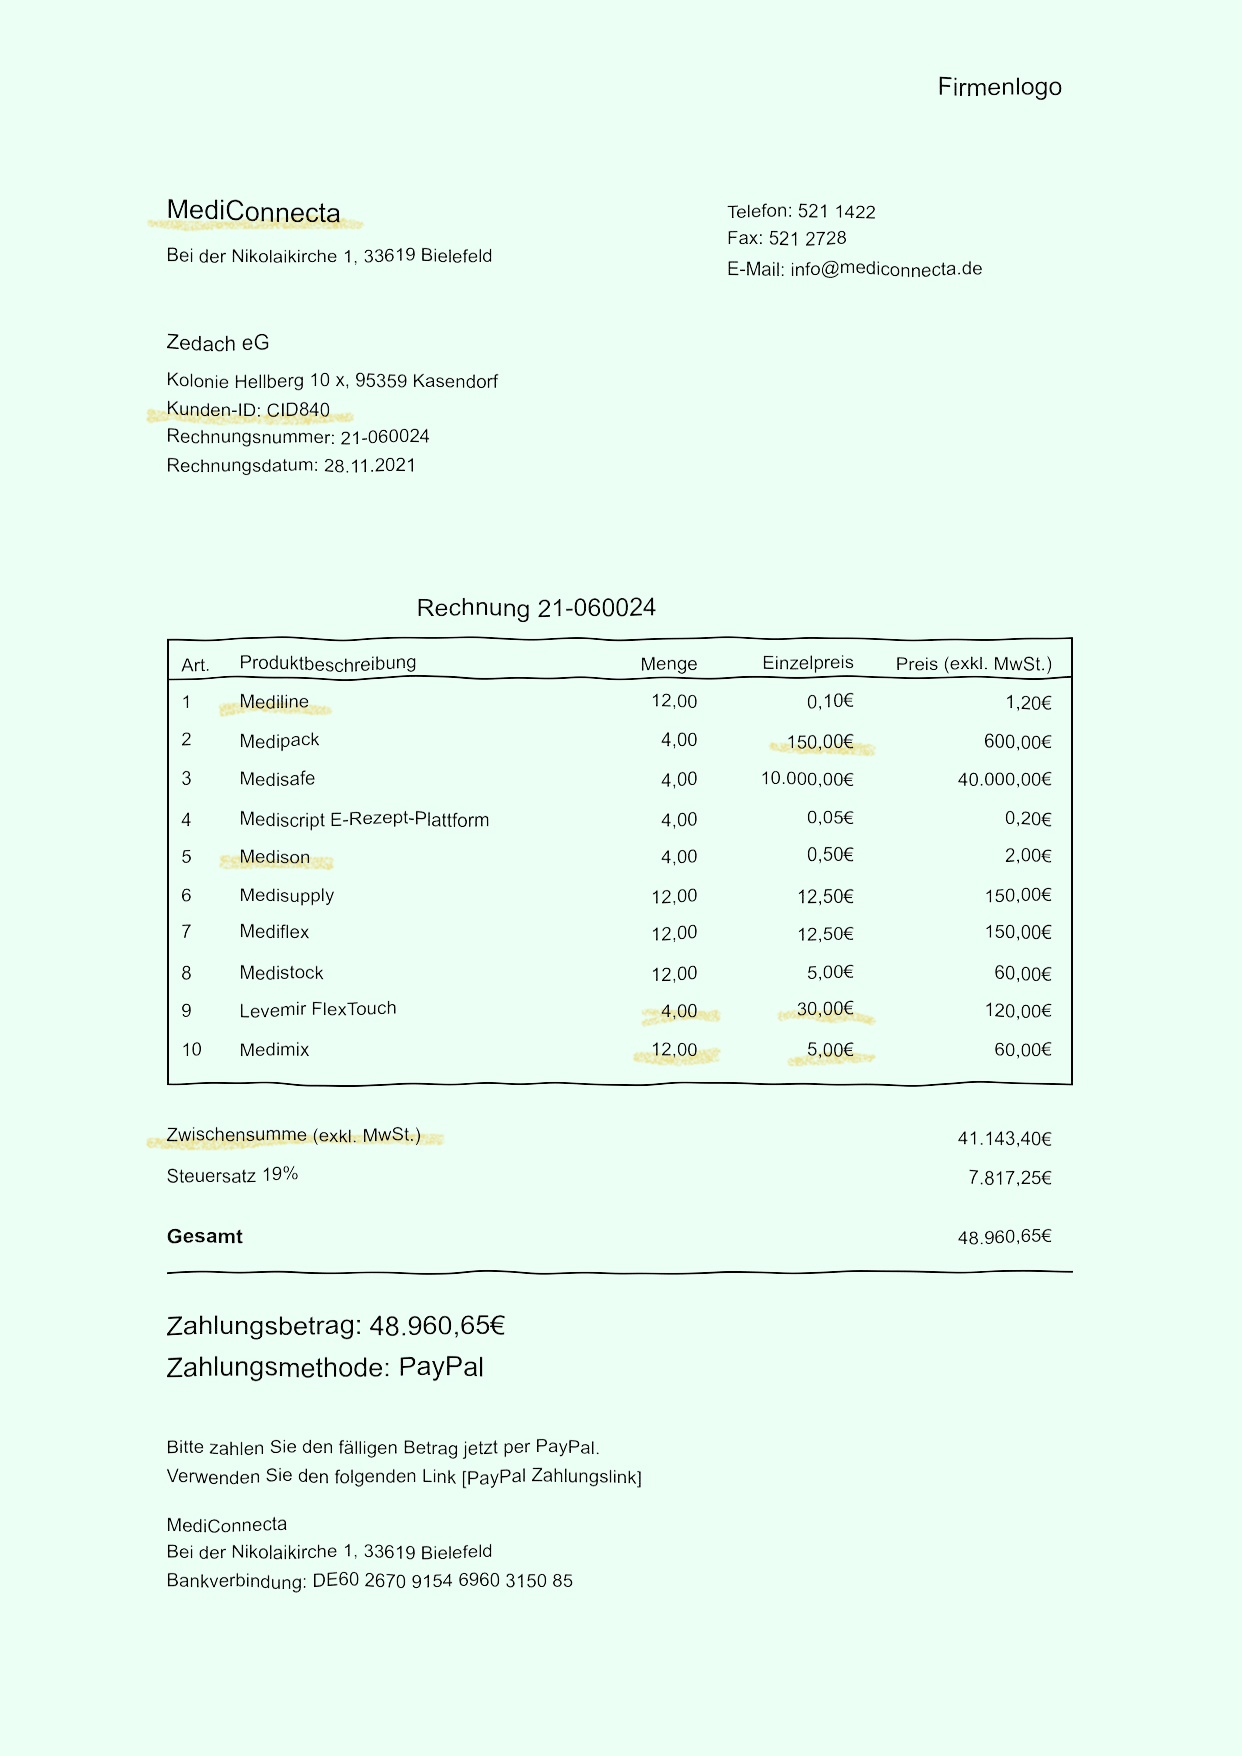 Firmenlogo
MediConnecta
Bei der Nikolaikirche 1, 33619 Bielefeld
Telefon: 521 1422
Fax: 521 2728
E-Mail: info@mediconnecta.de
Zedach eG
Kolonie Hellberg 10 x, 95359 Kasendorf
Kunden-ID: CID840
Rechnungsnummer: 21-060024
Rechnungsdatum: 28.11.2021
Rechnung 21-060024
Art. Produktbeschreibung Menge Einzelpreis Preis (exkl. MwSt.)
1 Mediline 12,00 0,10€ 1,20€
2 Medipack 4,00 150,00€ 600,00€
3 Medisafe 4,00 10.000,00€ 40.000,00€
4 Mediscript E-Rezept-Plattform 4,00 0,05€ 0,20€
5 Medison 4,00 0,50€ 2,00€
6 Medisupply 12,00 12,50€ 150,00€
7 Mediflex 12,00 12,50€ 150,00€
8 Medistock 12,00 5,00€ 60,00€
9 Levemir FlexTouch 4,00 30,00€ 120,00€
10 Medimix 12,00 5,00€ 60,00€
Zwischensumme (exkl. MwSt.) 41.143,40€
Steuersatz 19% 7.817,25€
Gesamt 48.960,65€
Zahlungsbetrag: 48.960,65€
Zahlungsmethode: PayPal
Bitte zahlen Sie den fälligen Betrag jetzt per PayPal.
Verwenden Sie den folgenden Link [PayPal Zahlungslink]
MediConnecta
Bei der Nikolaikirche 1, 33619 Bielefeld
Bankverbindung: DE60 2670 9154 6960 3150 85